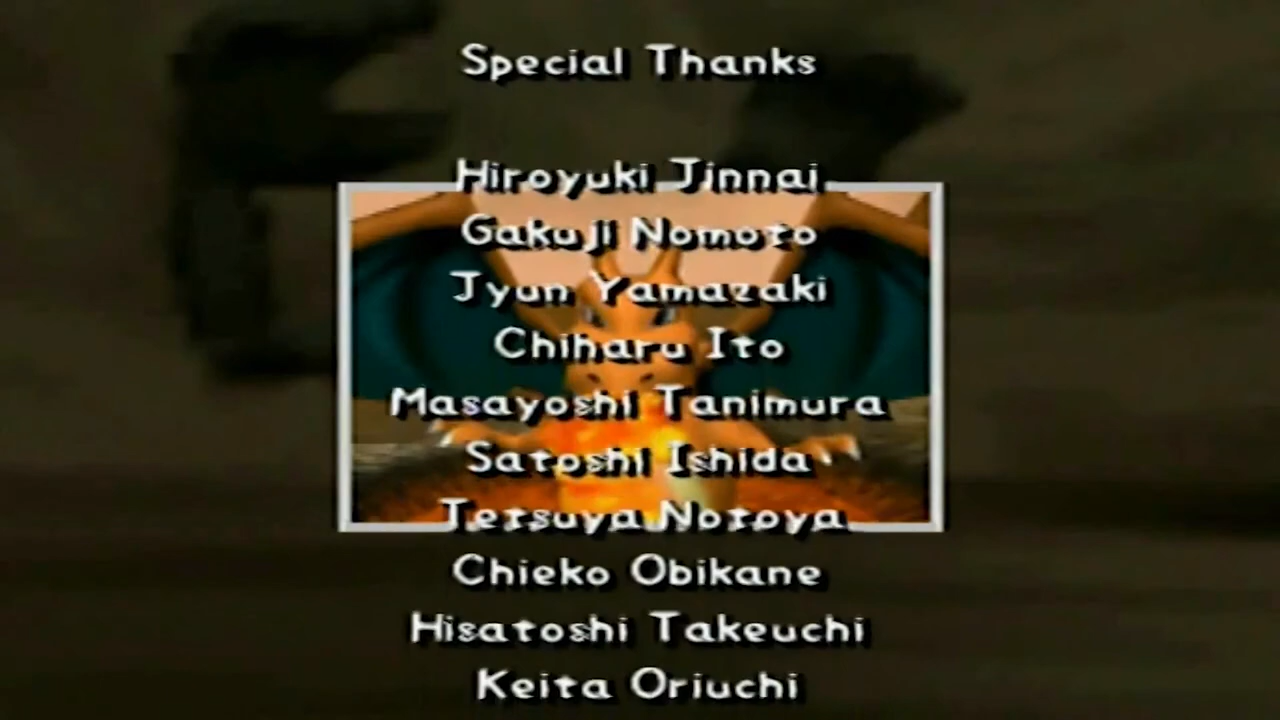 Special Thanks
Hiroyuki Jinnai
Gakuji Nomoto
Jyun Yamazaki
Chiharu Ito
Masayoshi Tanimura
Satoshi Ishida
Tetsuya Notoya
Chieko Obikane
Hisatoshi Takeuchi
Keita Oriuchi